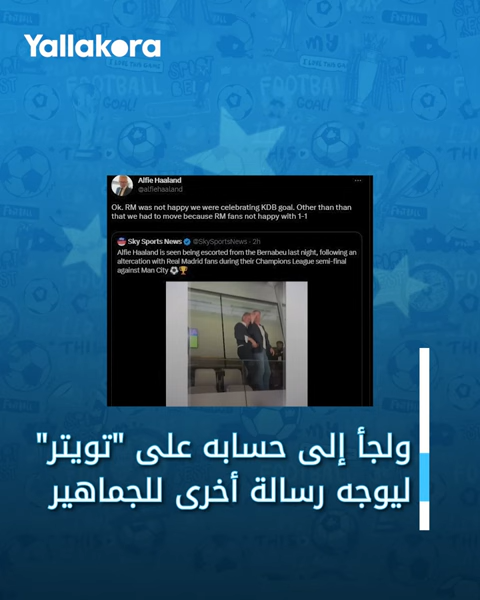 Yallakora
Alfie Haaland
@alfiehaaland
Ok. RM was not happy we were celebrating KDB goal. Other than than
that we had to move because RM fans not happy with 1-1
Sky Sports News @SkySportsNews · 2h
Alfie Haaland is seen being escorted from the Bernabeu last night, following an
altercation with Real Madrid fans during their Champions League semi-final
against Man City ⚽🏆
ولجأ إلى حسابه على "تويتر"
ليوجه رسالة أخرى للجماهير